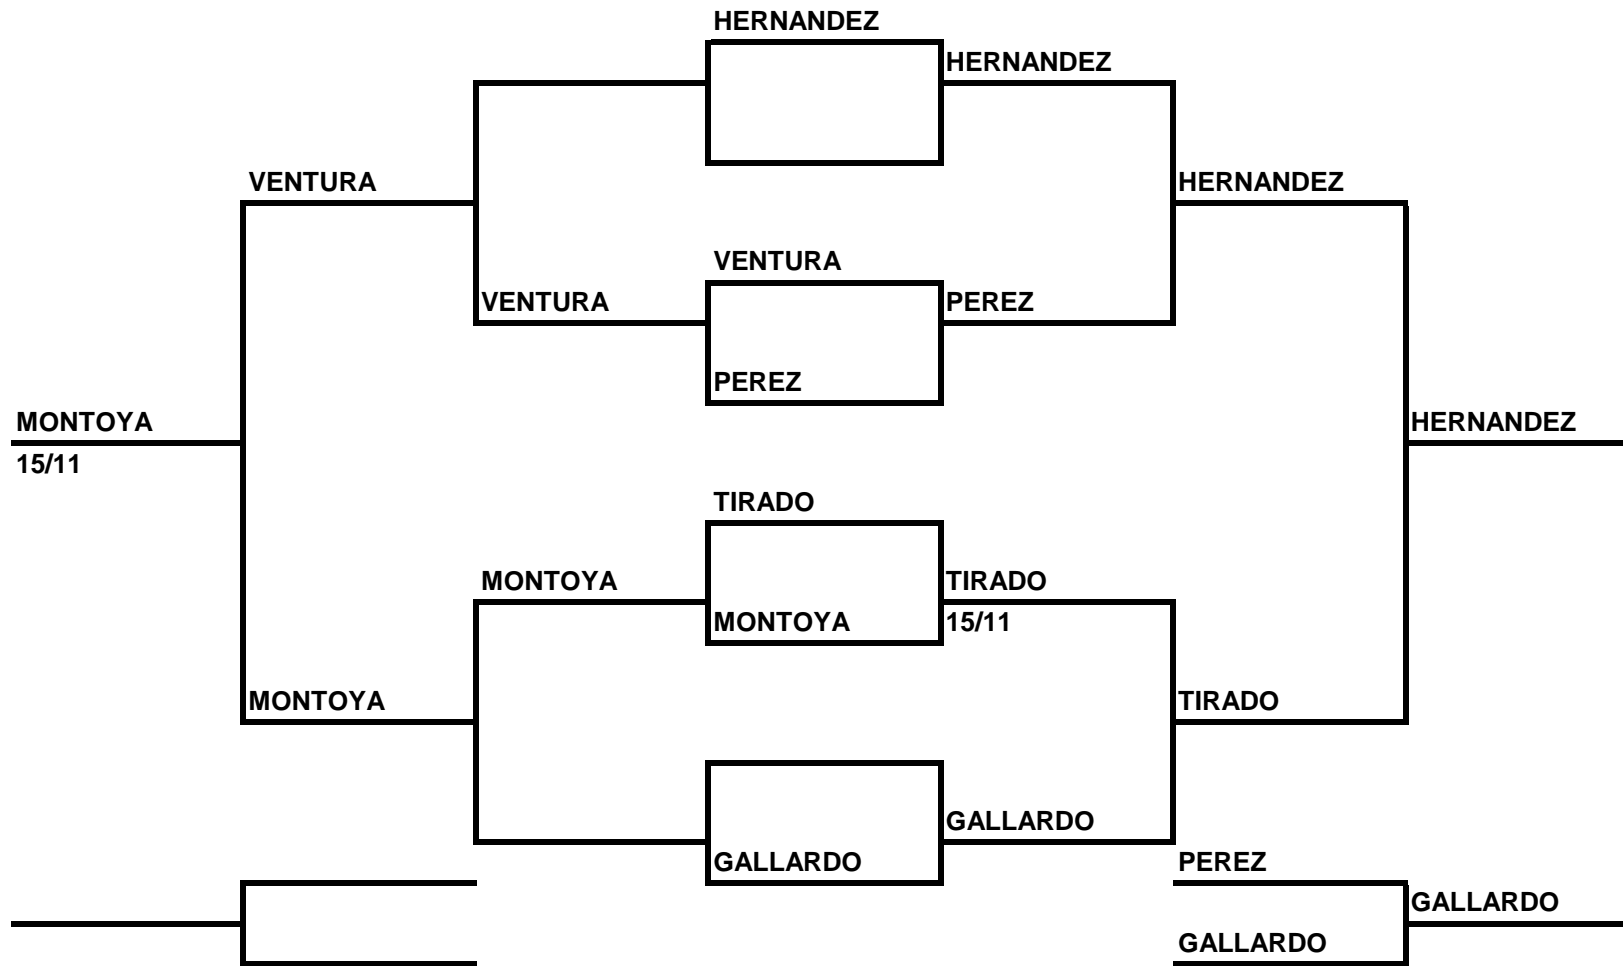 HERNANDEZ
HERNANDEZ
VENTURA
HERNANDEZ
VENTURA
VENTURA
PEREZ
PEREZ
MONTOYA
HERNANDEZ
15/11
TIRADO
MONTOYA
TIRADO
MONTOYA
15/11
MONTOYA
TIRADO
GALLARDO
GALLARDO
PEREZ
GALLARDO
GALLARDO